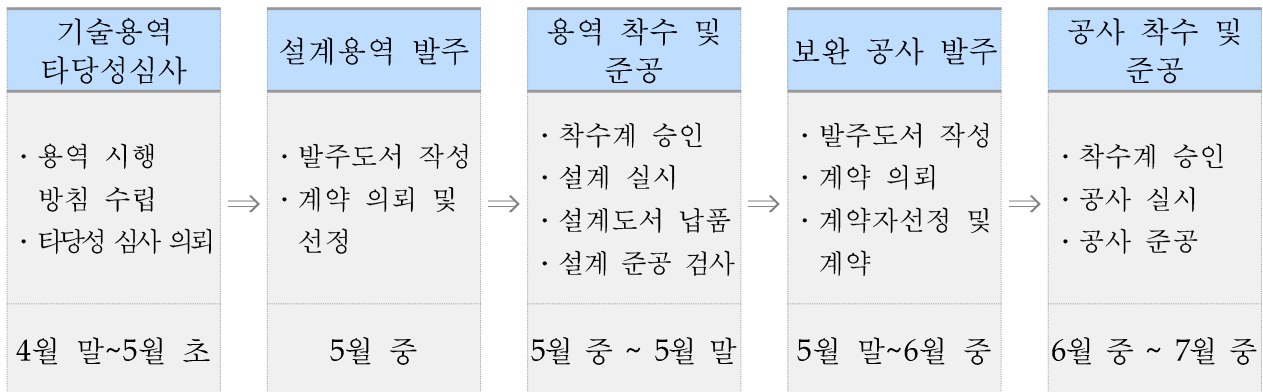 기술용역
타당성심사
· 용역 시행
방침 수립
· 타당성 심사 의뢰
4월 말~5월 초
⇒
설계용역 발주
· 발주도서 작성
· 계약 의뢰 및
선정
5월 중
⇒
용역 착수 및
준공
· 착수계 승인
· 설계 실시
· 설계도서 납품
· 설계 준공 검사
5월 중 ~ 5월 말
⇒
보완 공사 발주
· 발주도서 작성
· 계약 의뢰
· 계약자선정 및
계약
5월 말~6월 중
⇒
공사 착수 및
준공
· 착수계 승인
· 공사 실시
· 공사 준공
6월 중 ~ 7월 중